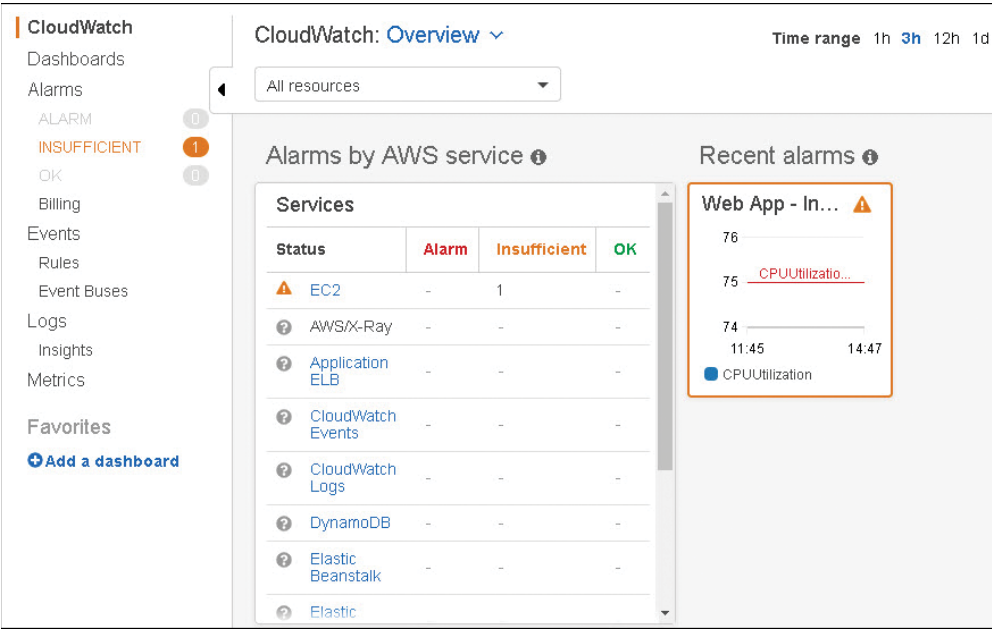 CloudWatch
Dashboards
Alarms
ALARM 0
INSUFFICIENT 1
OK 0
Billing
Events
Rules
Event Buses
Logs
Insights
Metrics
Favorites
Add a dashboard
CloudWatch: Overview
Time range 1h 3h 12h 1d
All resources
Alarms by AWS service
Services
Status Alarm Insufficient OK
EC2 - 1 -
AWS/X-Ray - - -
Application
ELB - - -
CloudWatch
Events - - -
CloudWatch
Logs - - -
DynamoDB - - -
Elastic
Beanstalk - - -
Elastic
Recent alarms
Web App - In...
76
75 CPUUtilizatio...
74
11:45 14:47
CPUUtilization